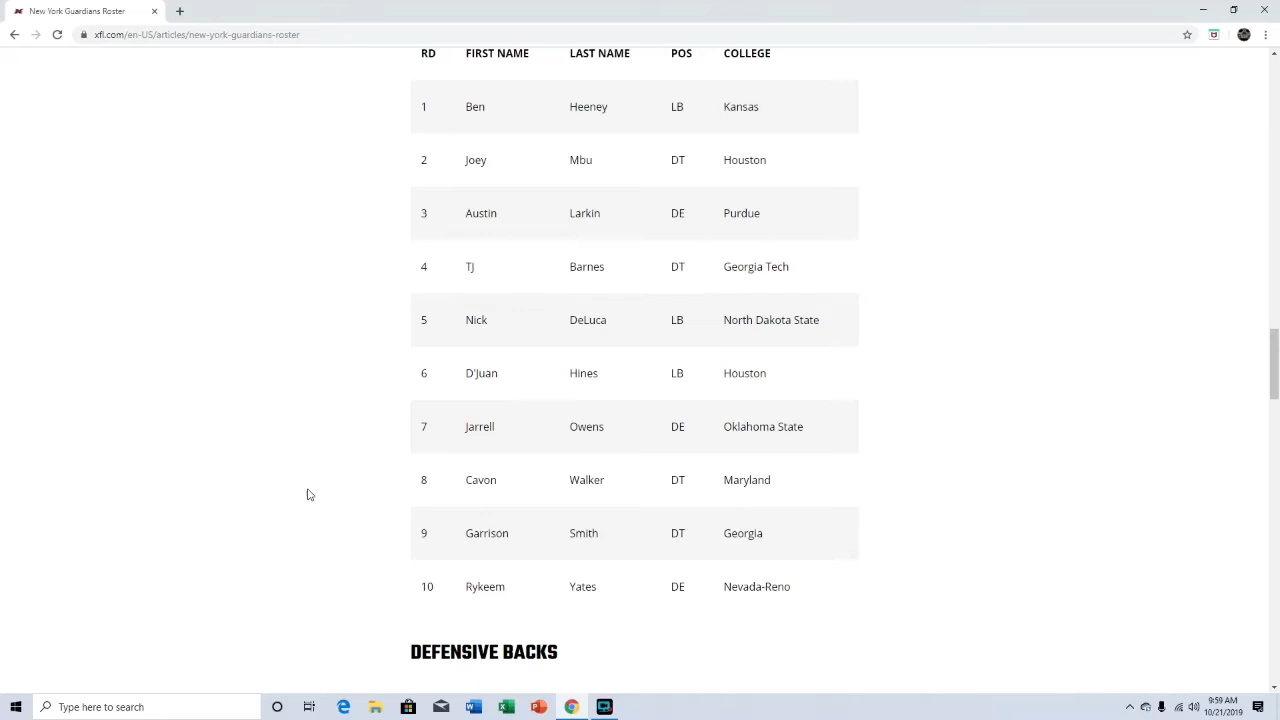 New York Guardians Roster
xfl.com/en-US/articles/new-york-guardians-roster
RD FIRST NAME LAST NAME POS COLLEGE
1 Ben Heeney LB Kansas
2 Joey Mbu DT Houston
3 Austin Larkin DE Purdue
4 TJ Barnes DT Georgia Tech
5 Nick DeLuca LB North Dakota State
6 D'Juan Hines LB Houston
7 Jarrell Owens DE Oklahoma State
8 Cavon Walker DT Maryland
9 Garrison Smith DT Georgia
10 Rykeem Yates DE Nevada-Reno
DEFENSIVE BACKS
Type here to search
9:59 AM
10/21/2019